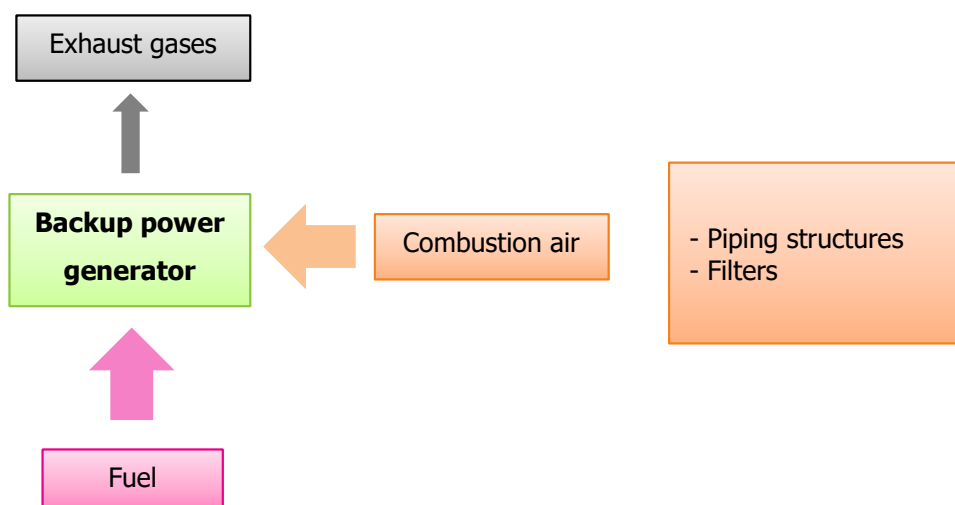 Exhaust gases
Backup power
generator
Combustion air
- Piping structures
- Filters
Fuel